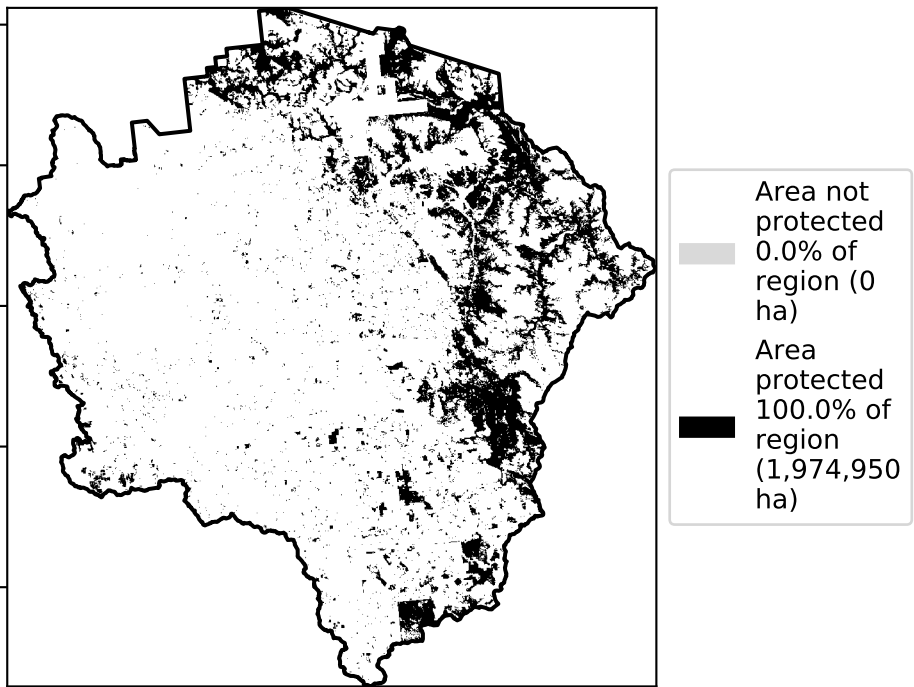 Area not
protected
0.0% of
region (0
ha)
Area
protected
100.0% of
region
(1,974,950
ha)